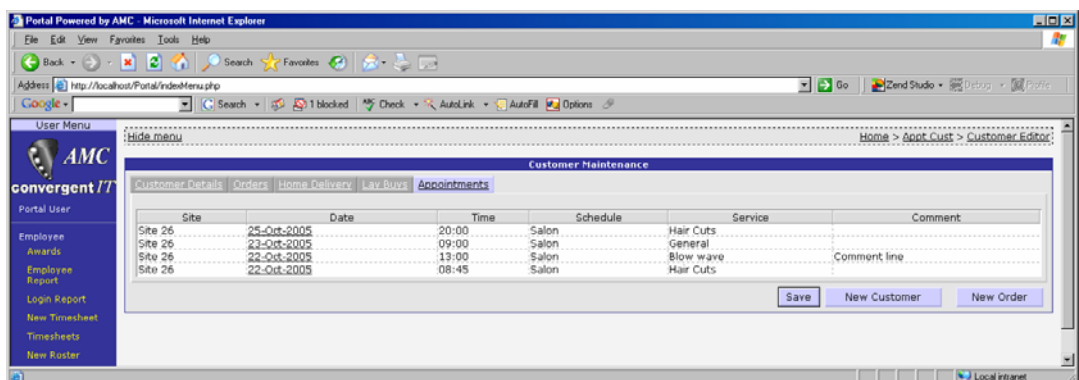 Portal Powered by AMC - Microsoft Internet Explorer
File Edit View Favorites Tools Help
Back Search Favorites
Address http://localhost/Portal/indexMenu.php Go Zend Studio Debug Profile
Google Search 1 blocked Check AutoLink AutoFill Options
User Menu
Hide menu Home > Appt Cust > Customer Editor
AMC
convergent IT
Customer Maintenance
Customer Details Orders Home Delivery Lay Buys Appointments
Portal User
Site Date Time Schedule Service Comment
Site 26 25-Oct-2005 20:00 Salon Hair Cuts
Site 26 23-Oct-2005 09:00 Salon General
Site 26 22-Oct-2005 13:00 Salon Blow wave Comment line
Site 26 22-Oct-2005 08:45 Salon Hair Cuts
Save New Customer New Order
Employee
Awards
Employee
Report
Login Report
New Timesheet
Timesheets
New Roster
Local intranet